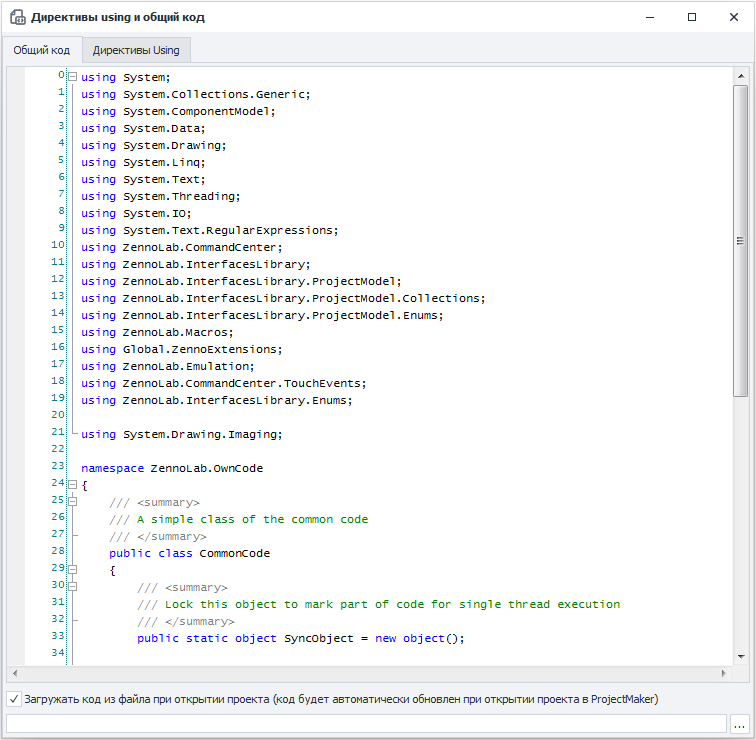 Директивы using и общий код
Общий код Директивы Using
0 using System;
1 using System.Collections.Generic;
2 using System.ComponentModel;
3 using System.Data;
4 using System.Drawing;
5 using System.Linq;
6 using System.Text;
7 using System.Threading;
8 using System.IO;
9 using System.Text.RegularExpressions;
10 using ZennoLab.CommandCenter;
11 using ZennoLab.InterfacesLibrary;
12 using ZennoLab.InterfacesLibrary.ProjectModel;
13 using ZennoLab.InterfacesLibrary.ProjectModel.Collections;
14 using ZennoLab.InterfacesLibrary.ProjectModel.Enums;
15 using ZennoLab.Macros;
16 using Global.ZennoExtensions;
17 using ZennoLab.Emulation;
18 using ZennoLab.CommandCenter.TouchEvents;
19 using ZennoLab.InterfacesLibrary.Enums;
20
21 using System.Drawing.Imaging;
22
23 namespace ZennoLab.OwnCode
24 {
25 /// <summary>
26 /// A simple class of the common code
27 /// </summary>
28 public class CommonCode
29 {
30 /// <summary>
31 /// Lock this object to mark part of code for single thread execution
32 /// </summary>
33 public static object SyncObject = new object();
34
Загружать код из файла при открытии проекта (код будет автоматически обновлен при открытии проекта в ProjectMaker)
...